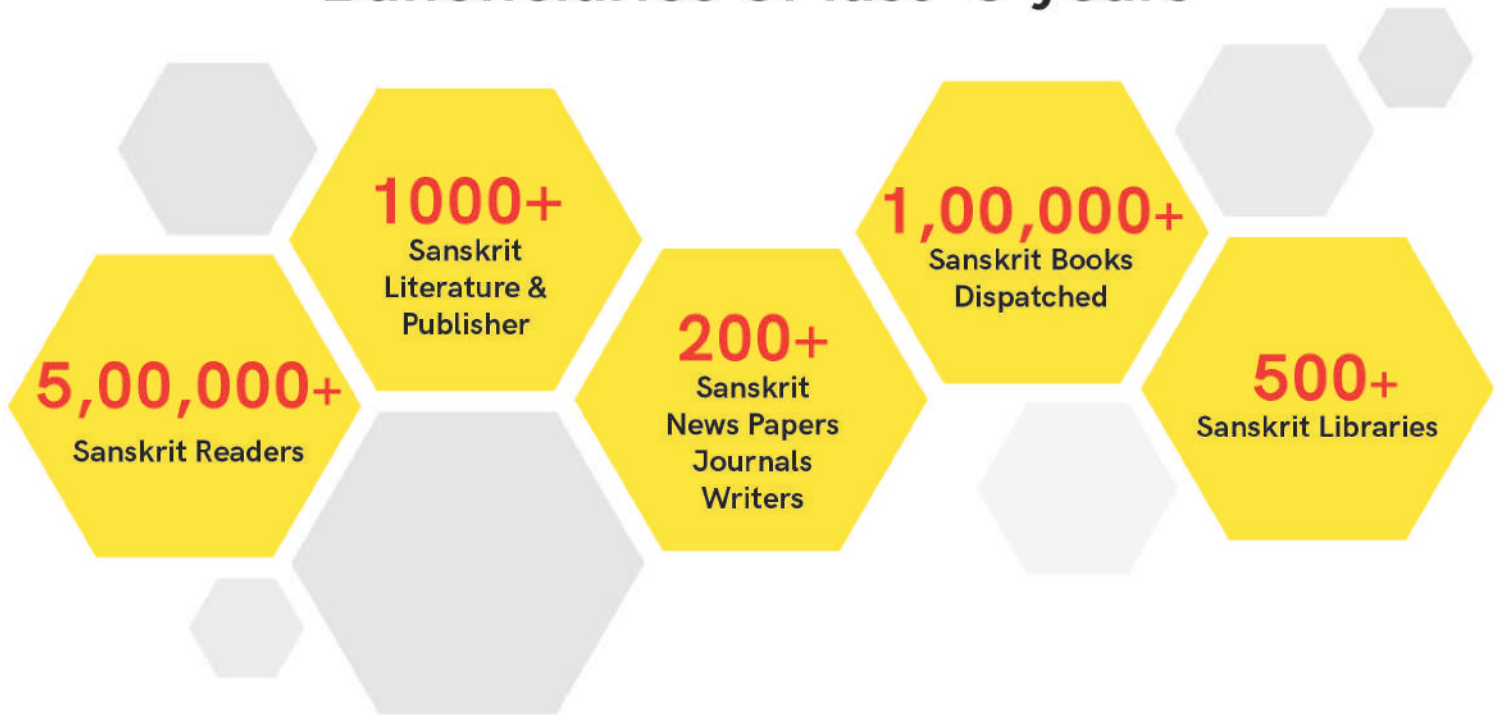 5,00,000+
Sanskrit Readers
1000+
Sanskrit
Literature &
Publisher
200+
Sanskrit
News Papers
Journals
Writers
1,00,000+
Sanskrit Books
Dispatched
500+
Sanskrit Libraries